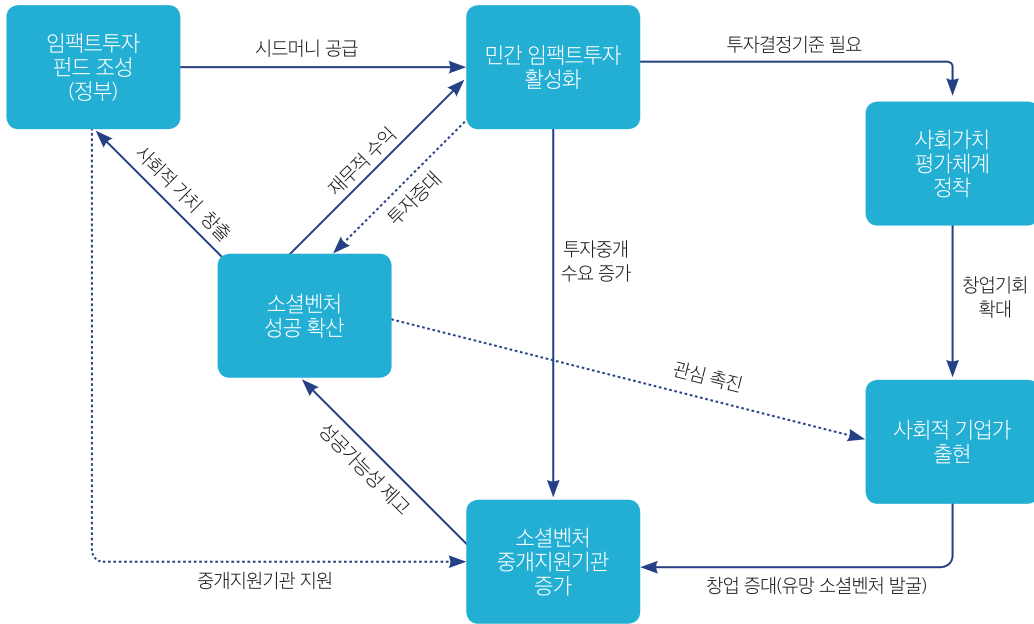 임팩트투자
펀드 조성
(정부)
시드머니 공급
민간 임팩트투자
활성화
투자결정기준 필요
사회가치
평가체계
정착
사회적 가치 창출
재무적 수익
투자증대
투자중개
수요 증가
창업기회
확대
소셜벤처
성공 확산
관심 촉진
사회적 기업가
출현
성공가능성 제고
소셜벤처
중개지원기관
증가
중개지원기관 지원
창업 증대(유망 소셜벤처 발굴)